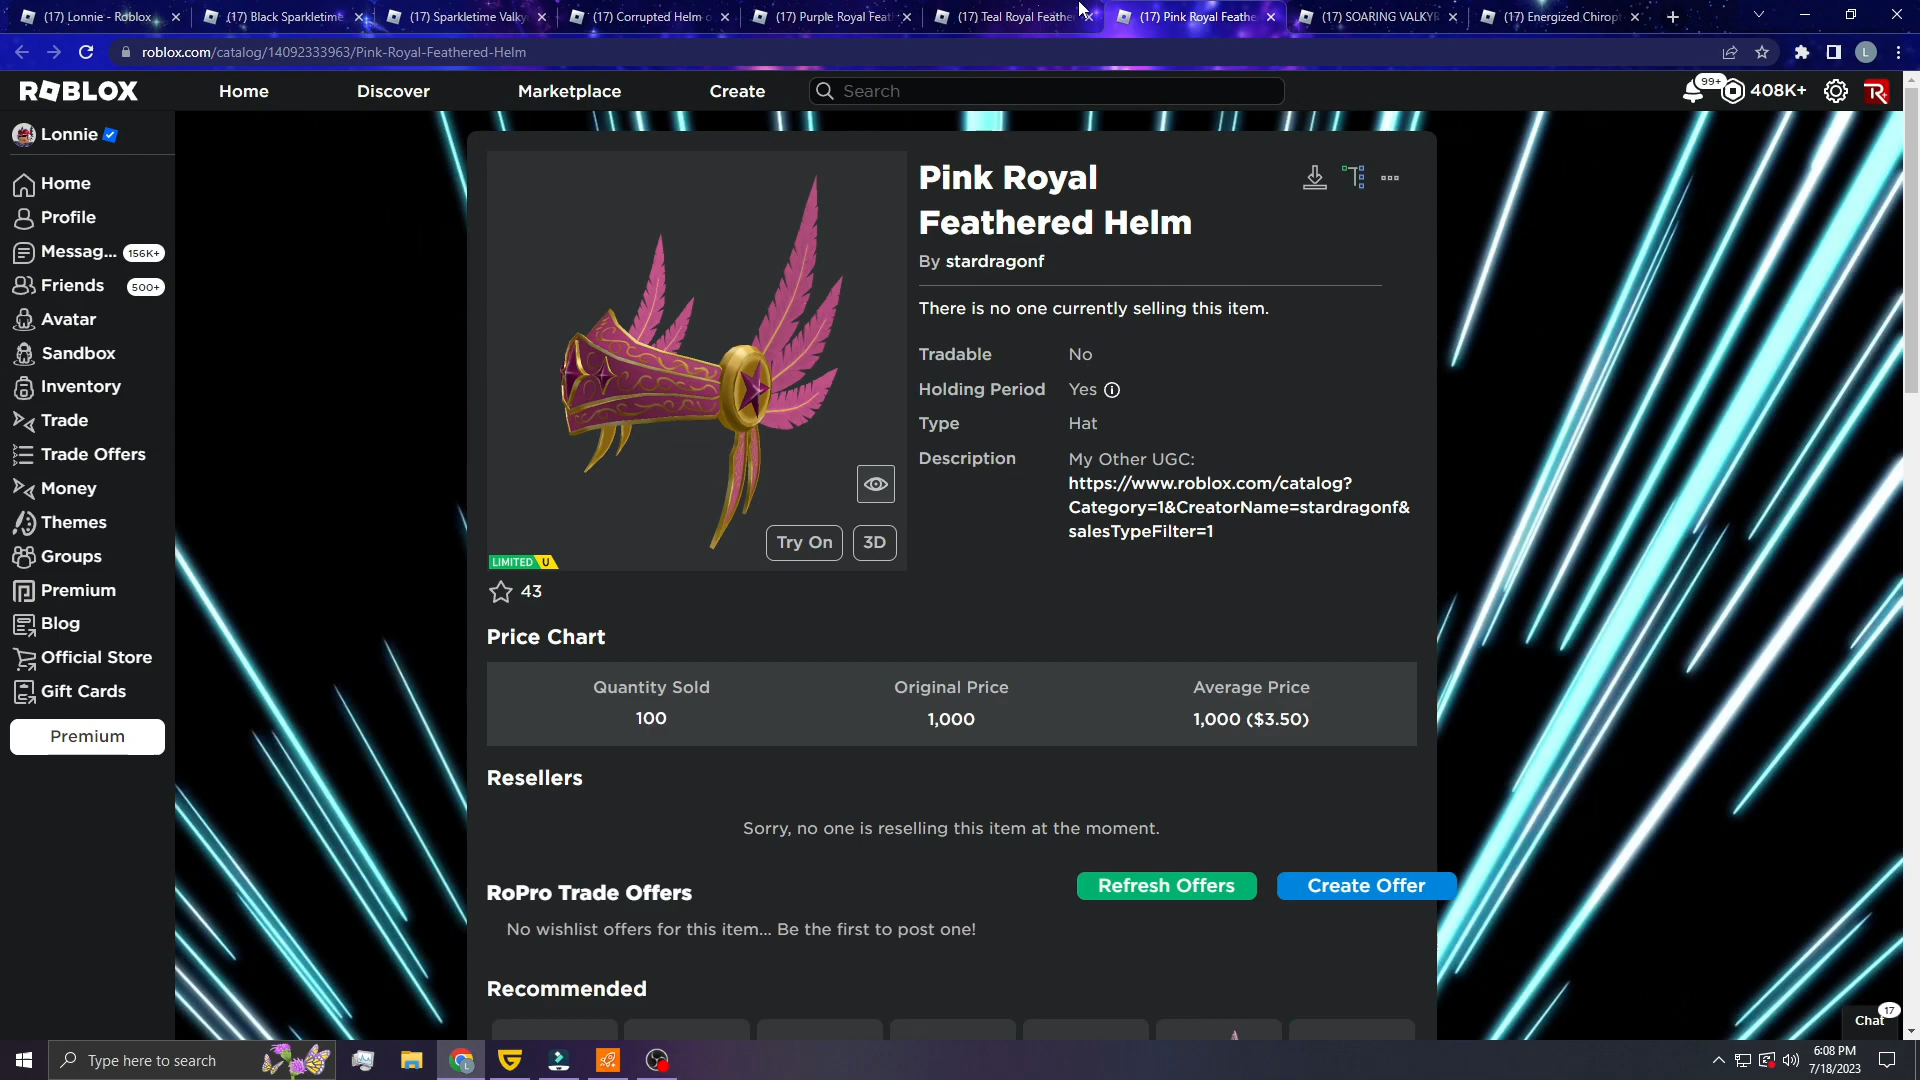 (17) Lonnie - Roblox
(17) Black Sparkletime
(17) Sparkletime Valky
(17) Corrupted Helm o
(17) Purple Royal Feat
(17) Teal Royal Feathe
(17) Pink Royal Feathe
(17) SOARING VALKYR
(17) Energized Chiropt
roblox.com/catalog/14092333963/Pink-Royal-Feathered-Helm
L
ROBLOX
Home
Discover
Marketplace
Create
Search
99+
408K+
Lonnie
Home
Profile
Messag... 156K+
Friends 500+
Avatar
Sandbox
Inventory
Trade
Trade Offers
Money
Themes
Groups
Premium
Blog
Official Store
Gift Cards
Premium
Pink Royal
Feathered Helm
By stardragonf
There is no one currently selling this item.
Tradable No
Holding Period Yes
Type Hat
Description My Other UGC:
https://www.roblox.com/catalog?
Category=1&CreatorName=stardragonf&
salesTypeFilter=1
Try On
3D
LIMITED U
43
Price Chart
Quantity Sold Original Price Average Price
100 1,000 1,000 ($3.50)
Resellers
Sorry, no one is reselling this item at the moment.
RoPro Trade Offers
Refresh Offers
Create Offer
No wishlist offers for this item... Be the first to post one!
Recommended
Chat
17
Type here to search
6:08 PM
7/18/2023